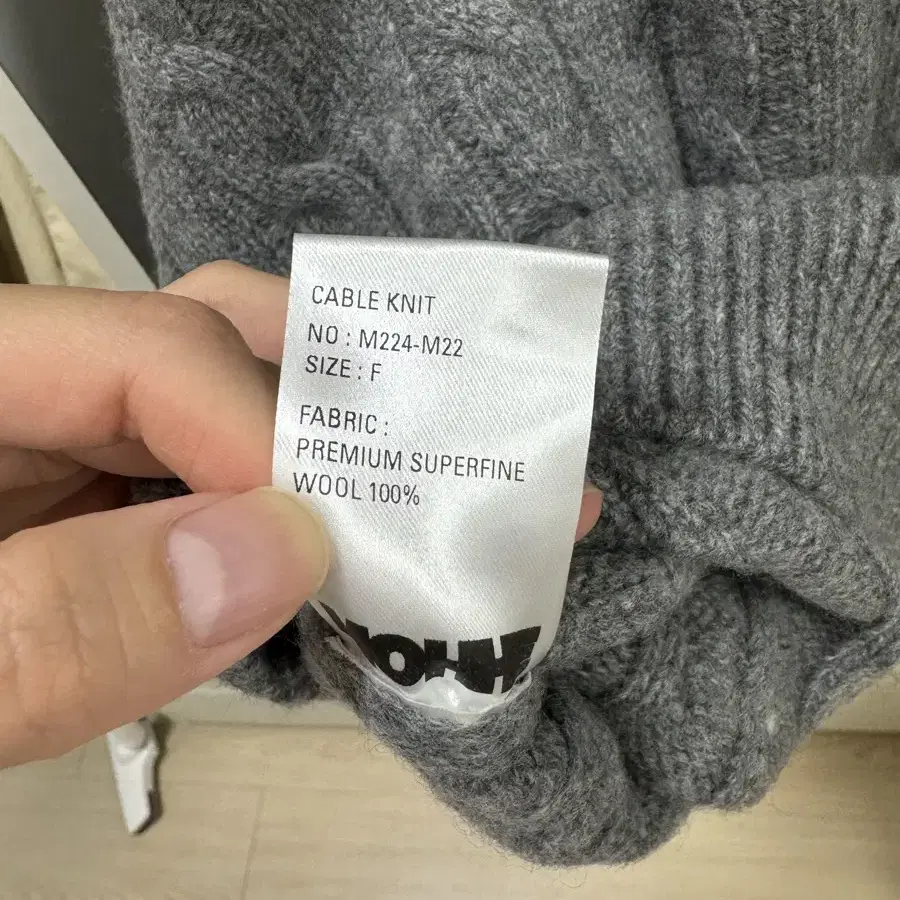 CABLE KNIT
NO : M224-M22
SIZE : F
FABRIC :
PREMIUM SUPERFINE
WOOL 100%